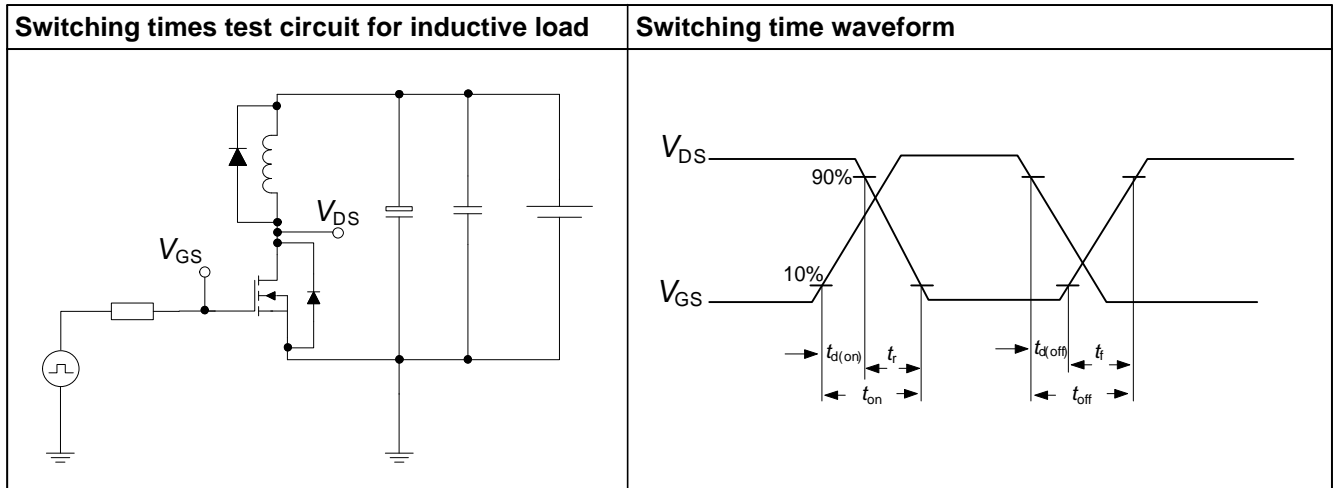 Switching times test circuit for inductive load
Switching time waveform
VDS
VGS
VDS
90%
10%
VGS
td(on)
tr
td(off)
tf
ton
toff